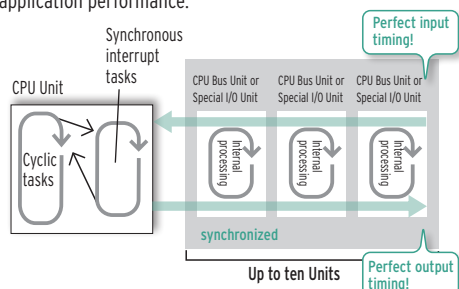 application performance.
Perfect input
timing!
Synchronous
interrupt
tasks
CPU Unit
Cyclic
tasks
CPU Bus Unit or
Special I/O Unit
CPU Bus Unit or
Special I/O Unit
CPU Bus Unit or
Special I/O Unit
Internal
processing
Internal
processing
Internal
processing
synchronized
Up to ten Units
Perfect output
timing!